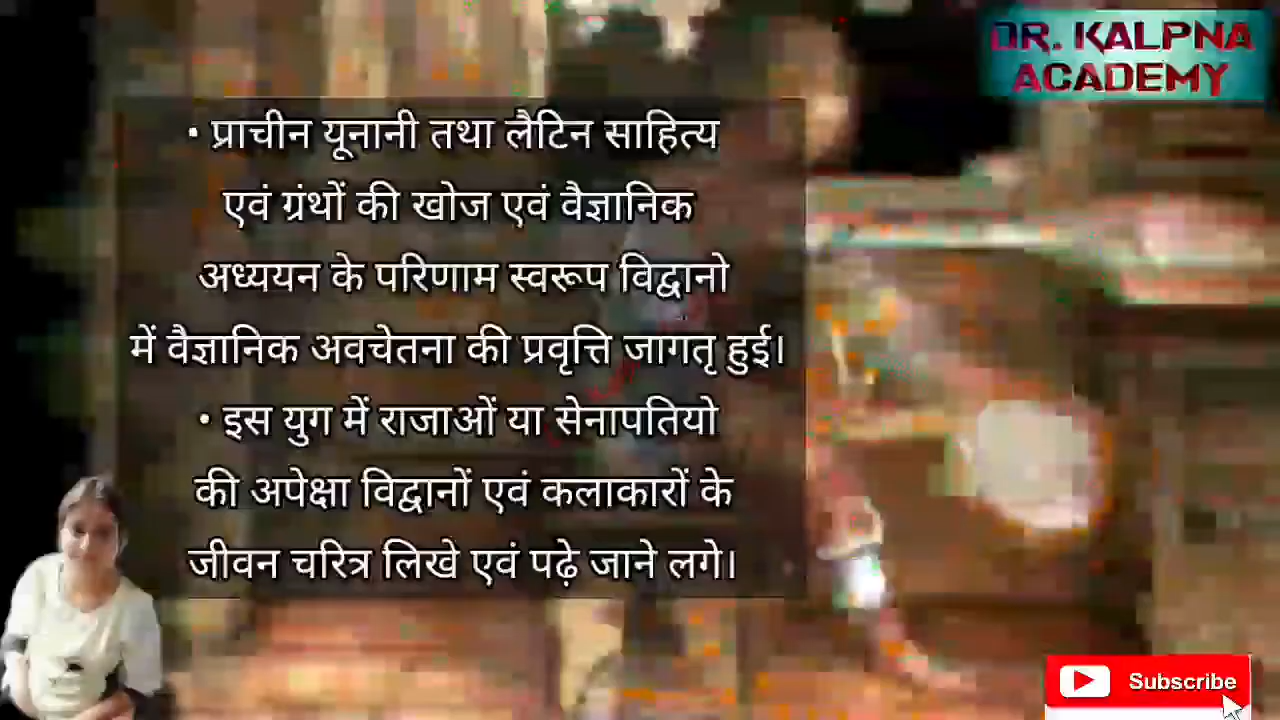 DR. KALPNA
ACADEMY
• प्राचीन यूनानी तथा लैटिन साहित्य
एवं ग्रंथों की खोज एवं वैज्ञानिक
अध्ययन के परिणाम स्वरूप विद्वानो
में वैज्ञानिक अवचेतना की प्रवृत्ति जागतृ हुई।
• इस युग में राजाओं या सेनापतियो
की अपेक्षा विद्वानों एवं कलाकारों के
जीवन चरित्र लिखे एवं पढ़े जाने लगे।
Subscribe